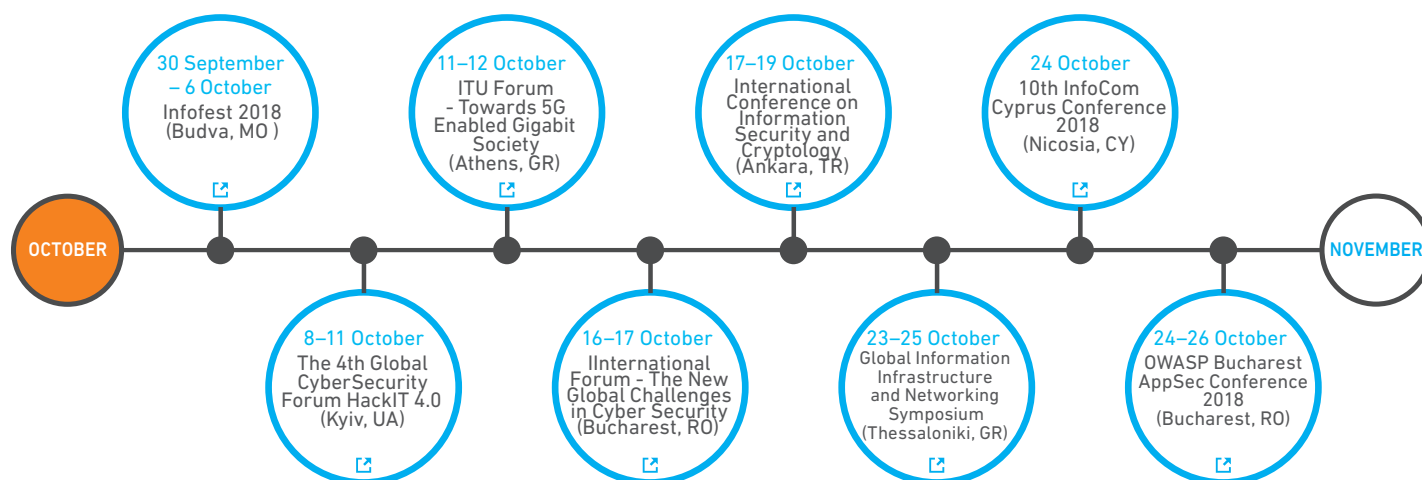 OCTOBER
30 September
– 6 October
Infofest 2018
(Budva, MO )
8–11 October
The 4th Global
CyberSecurity
Forum HackIT 4.0
(Kyiv, UA)
11–12 October
ITU Forum
- Towards 5G
Enabled Gigabit
Society
(Athens, GR)
16–17 October
IInternational
Forum - The New
Global Challenges
in Cyber Security
(Bucharest, RO)
17–19 October
International
Conference on
Information
Security and
Cryptology
(Ankara, TR)
23–25 October
Global Information
Infrastructure
and Networking
Symposium
(Thessaloniki, GR)
24 October
10th InfoCom
Cyprus Conference
2018
(Nicosia, CY)
24–26 October
OWASP Bucharest
AppSec Conference
2018
(Bucharest, RO)
NOVEMBER